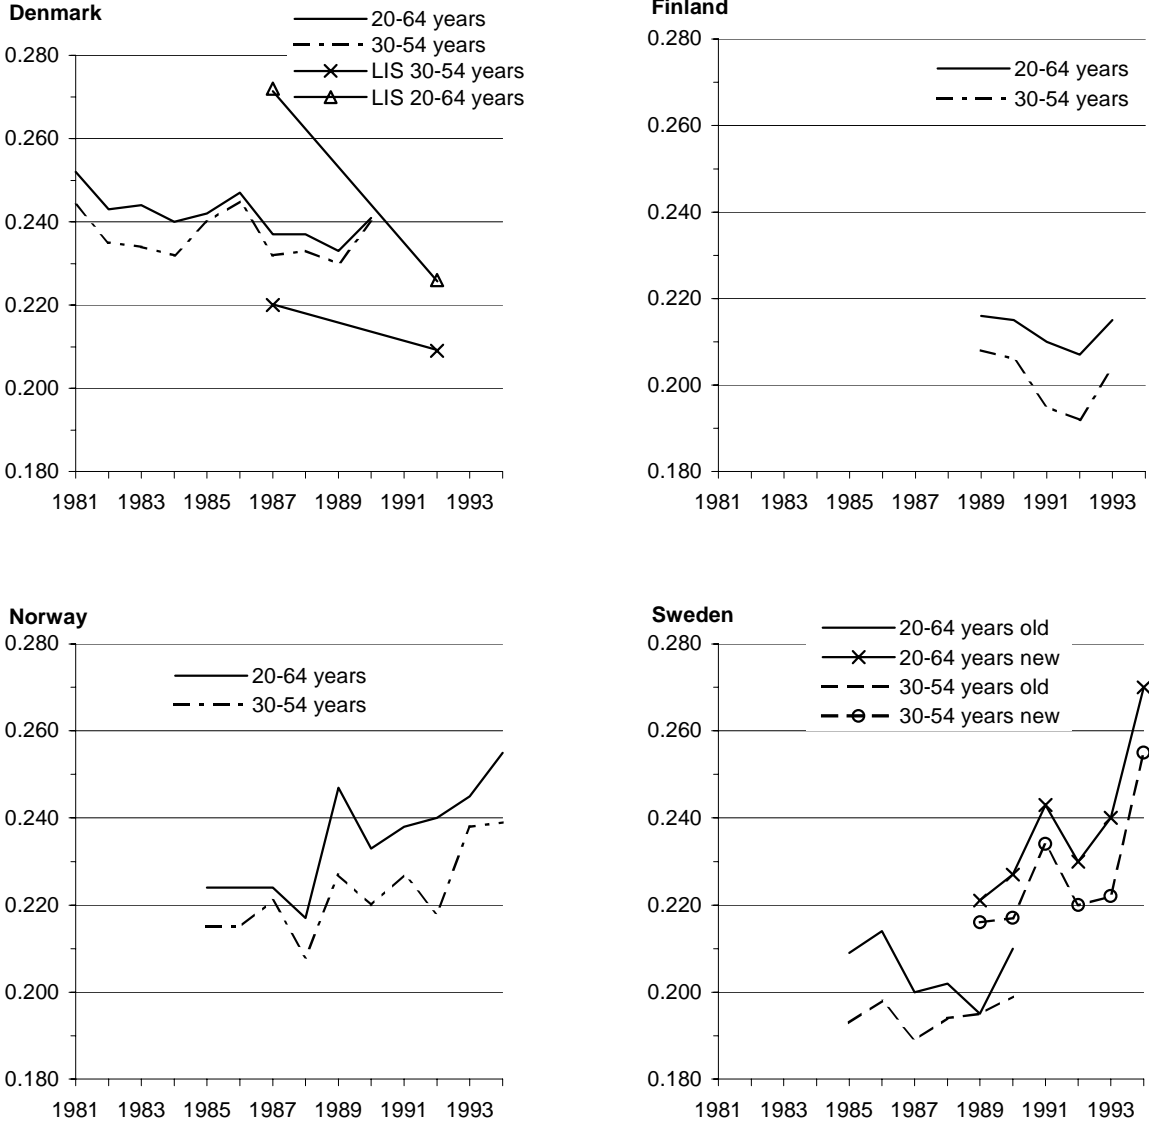 Denmark
20-64 years
30-54 years
LIS 30-54 years
LIS 20-64 years
0.280
0.260
0.240
0.220
0.200
0.180
1981 1983 1985 1987 1989 1991 1993
Finland
20-64 years
30-54 years
0.280
0.260
0.240
0.220
0.200
0.180
1981 1983 1985 1987 1989 1991 1993
Norway
20-64 years
30-54 years
0.280
0.260
0.240
0.220
0.200
0.180
1981 1983 1985 1987 1989 1991 1993
Sweden
20-64 years old
20-64 years new
30-54 years old
30-54 years new
0.280
0.260
0.240
0.220
0.200
0.180
1981 1983 1985 1987 1989 1991 1993